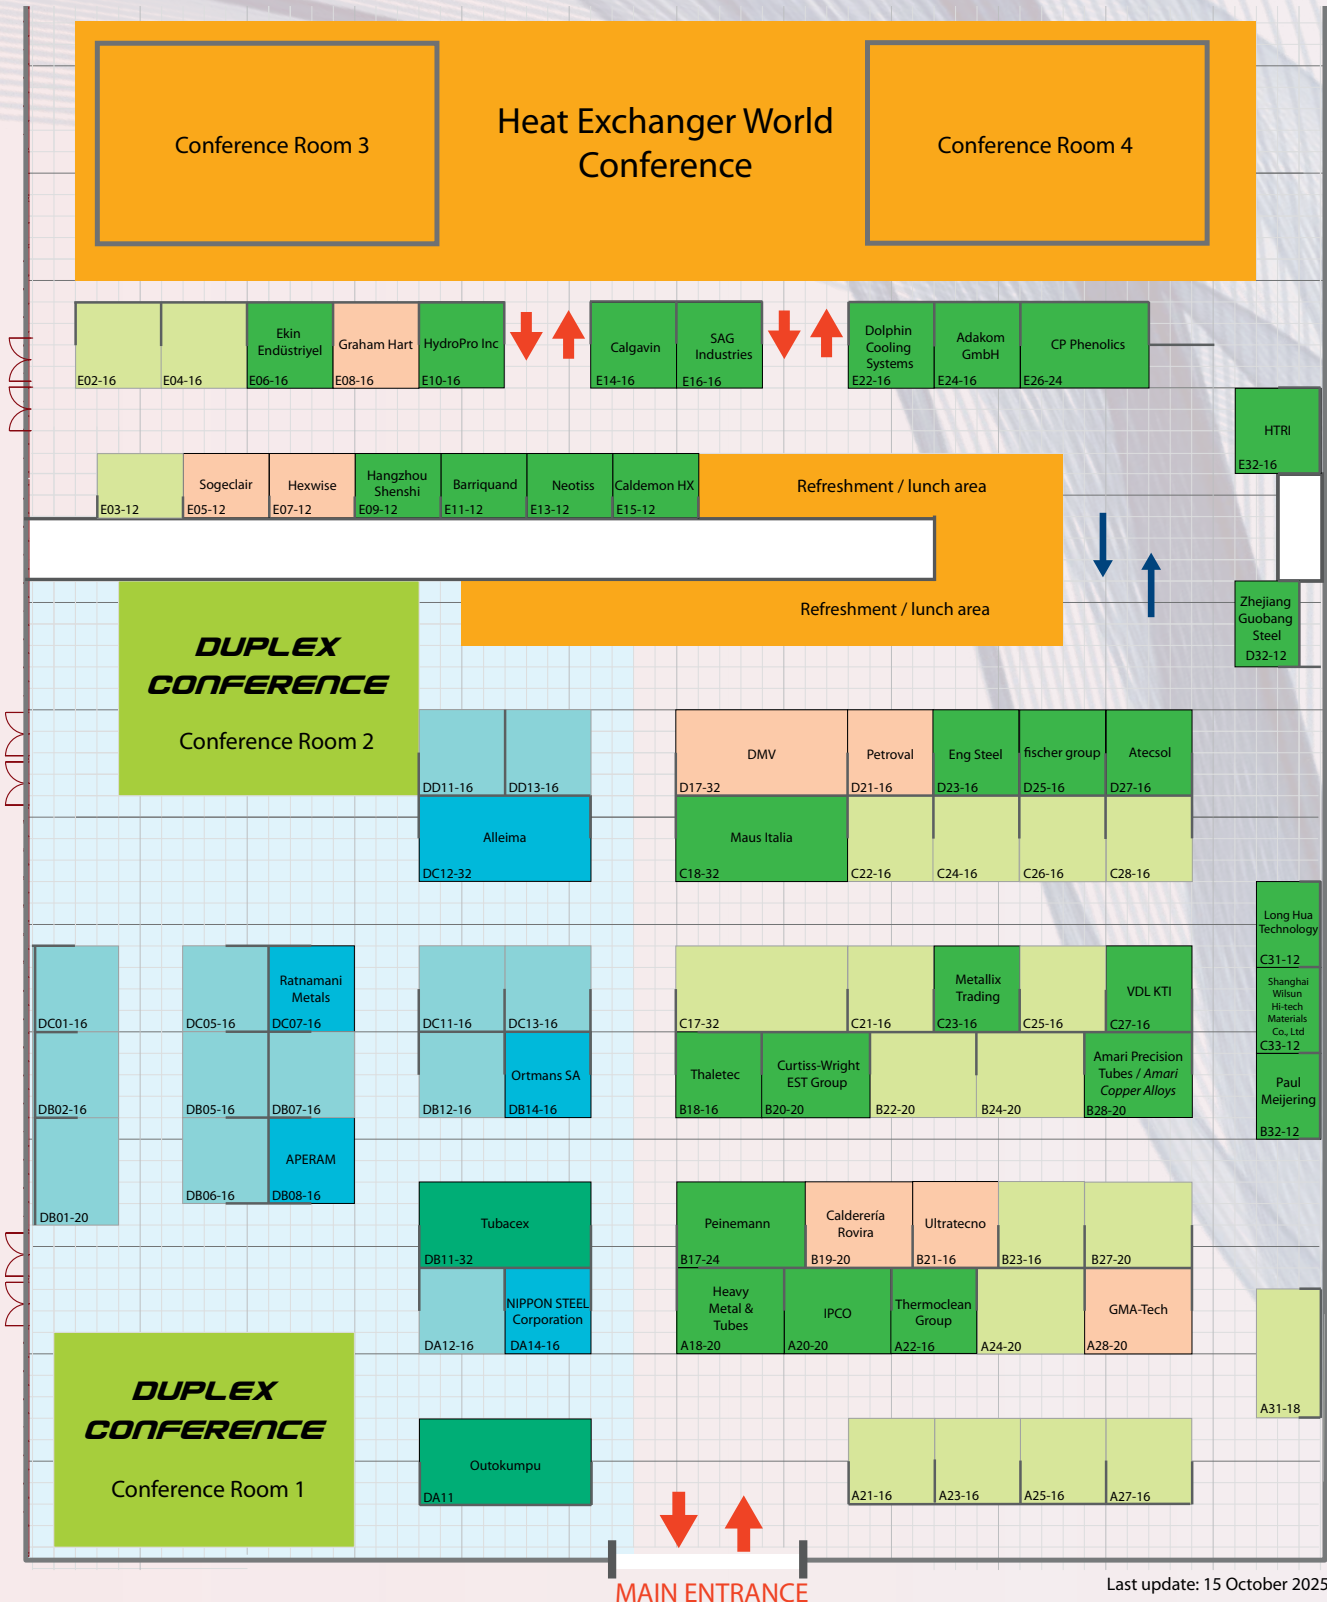 Heat Exchanger World
Conference
Conference Room 3
Conference Room 4
E02-16
E04-16
Ekin
Endüstriyel
E06-16
Graham Hart
E08-16
HydroPro Inc
E10-16
Calgavin
E14-16
SAG
Industries
E16-16
Dolphin
Cooling
Systems
E22-16
Adakom
GmbH
E24-16
CP Phenolics
E26-24
HTRI
E32-16
E03-12
Sogeclair
E05-12
Hexwise
E07-12
Hangzhou
Shenshi
E09-12
Barriquand
E11-12
Neotiss
E13-12
Caldemon HX
E15-12
Refreshment / lunch area
Refreshment / lunch area
Zhejiang
Guobang
Steel
D32-12
DUPLEX
CONFERENCE
Conference Room 2
DD11-16
DD13-16
Alleima
DC12-32
DMV
D17-32
Petroval
D21-16
Eng Steel
D23-16
fischer group
D25-16
Atecsol
D27-16
Maus Italia
C18-32
C22-16
C24-16
C26-16
C28-16
Long Hua
Technology
C31-12
Shanghai
Wilsun
Hi-tech
Materials
Co., Ltd
C33-12
Paul
Meijering
B32-12
DC01-16
DC05-16
Ratnamani
Metals
DC07-16
DC11-16
DC13-16
C17-32
C21-16
Metallix
Trading
C23-16
C25-16
VDL KTI
C27-16
DB02-16
DB05-16
DB07-16
DB12-16
Ortmans SA
DB14-16
Thaletec
B18-16
Curtiss-Wright
EST Group
B20-20
B22-20
B24-20
Amari Precision
Tubes / Amari
Copper Alloys
B28-20
DB01-20
DB06-16
APERAM
DB08-16
Tubacex
DB11-32
Peinemann
B17-24
Calderería
Rovira
B19-20
Ultratecno
B21-16
B23-16
B27-20
DA12-16
NIPPON STEEL
Corporation
DA14-16
Heavy
Metal &
Tubes
A18-20
IPCO
A20-20
Thermoclean
Group
A22-16
A24-20
GMA-Tech
A28-20
A31-18
DUPLEX
CONFERENCE
Conference Room 1
Outokumpu
DA11
A21-16
A23-16
A25-16
A27-16
MAIN ENTRANCE
Last update: 15 October 2025